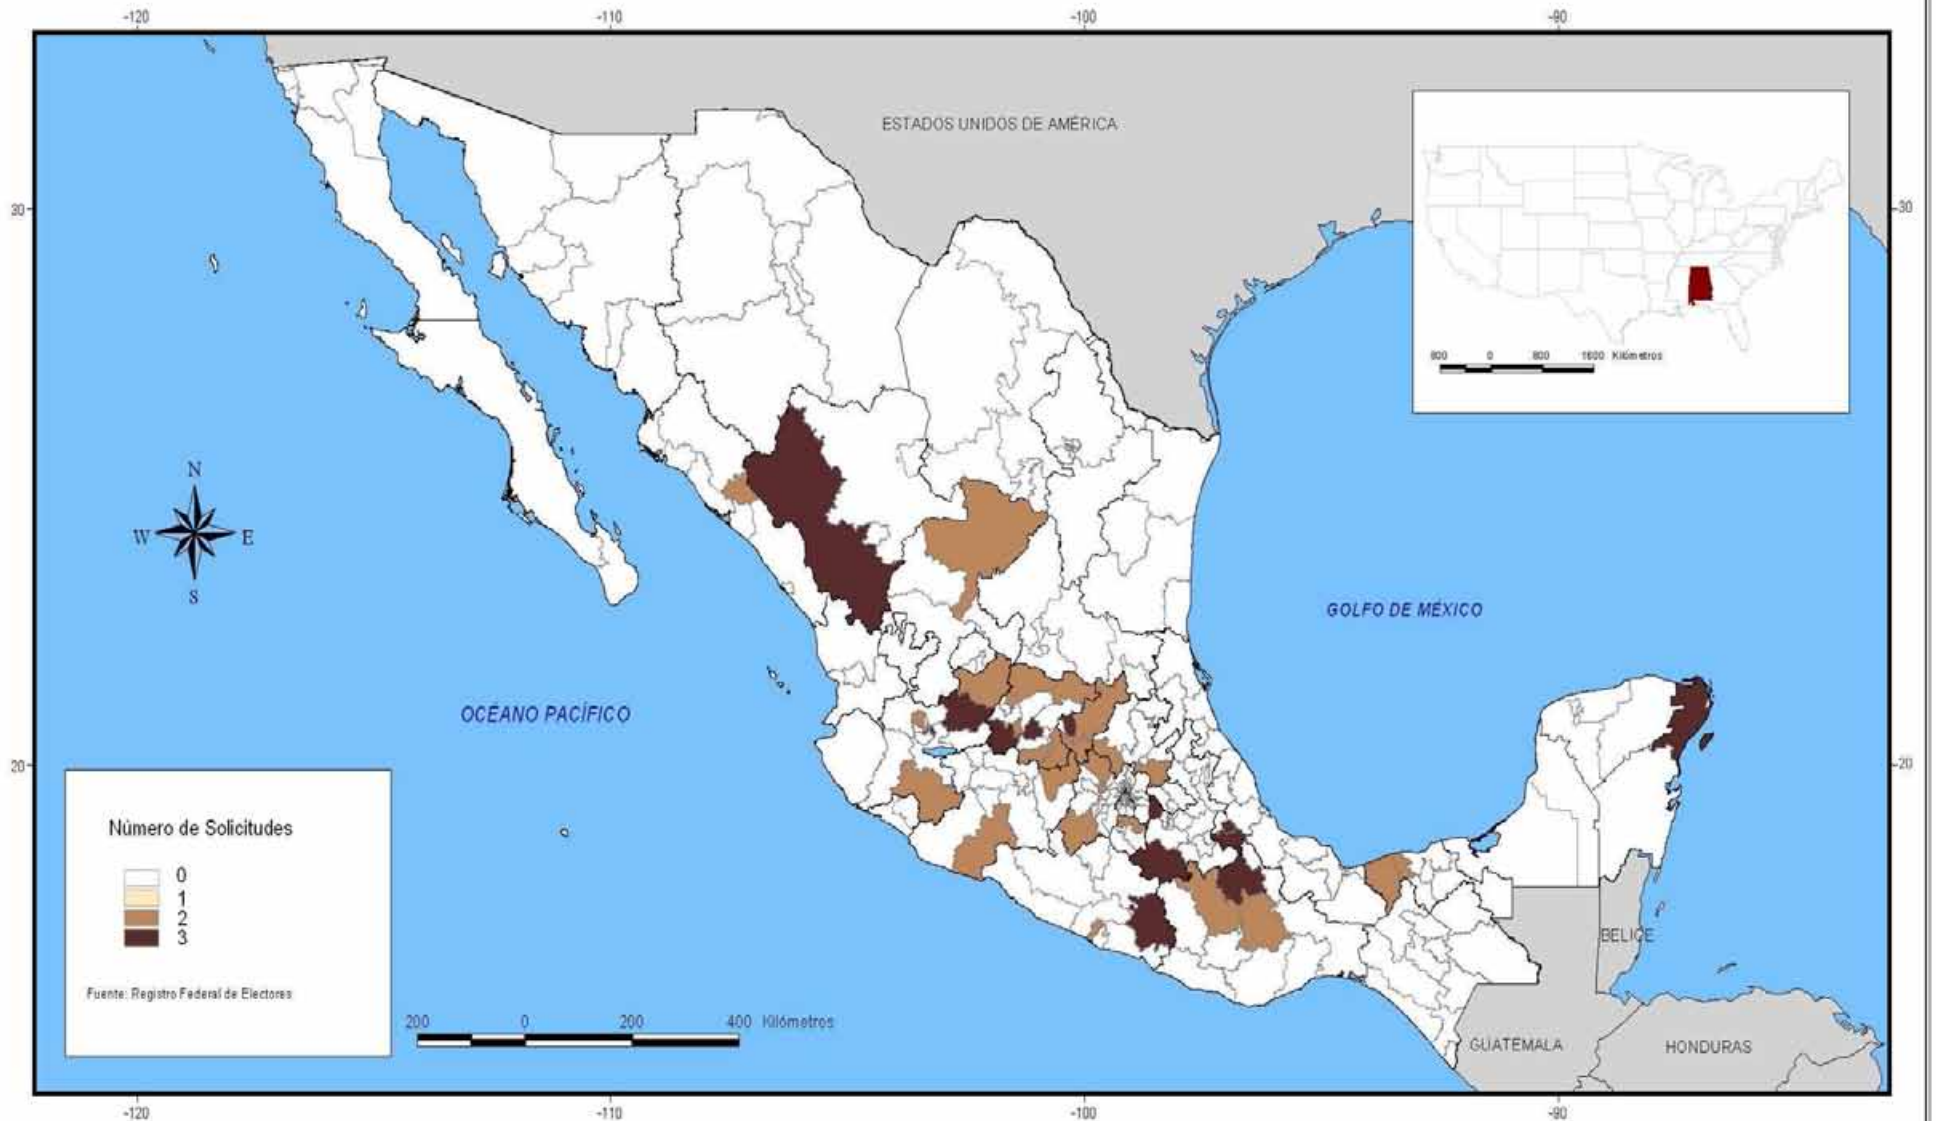 -120 -110 -100 -90
ESTADOS UNIDOS DE AMÉRICA
30 30
800 0 800 1600 Kilómetros
N
W E
S
GOLFO DE MÉXICO
OCÉANO PACÍFICO
20 20
Número de Solicitudes
0
1
2
3
Fuente: Registro Federal de Electores
200 0 200 400 Kilómetros
BELICE
GUATEMALA
HONDURAS
-120 -110 -100 -90